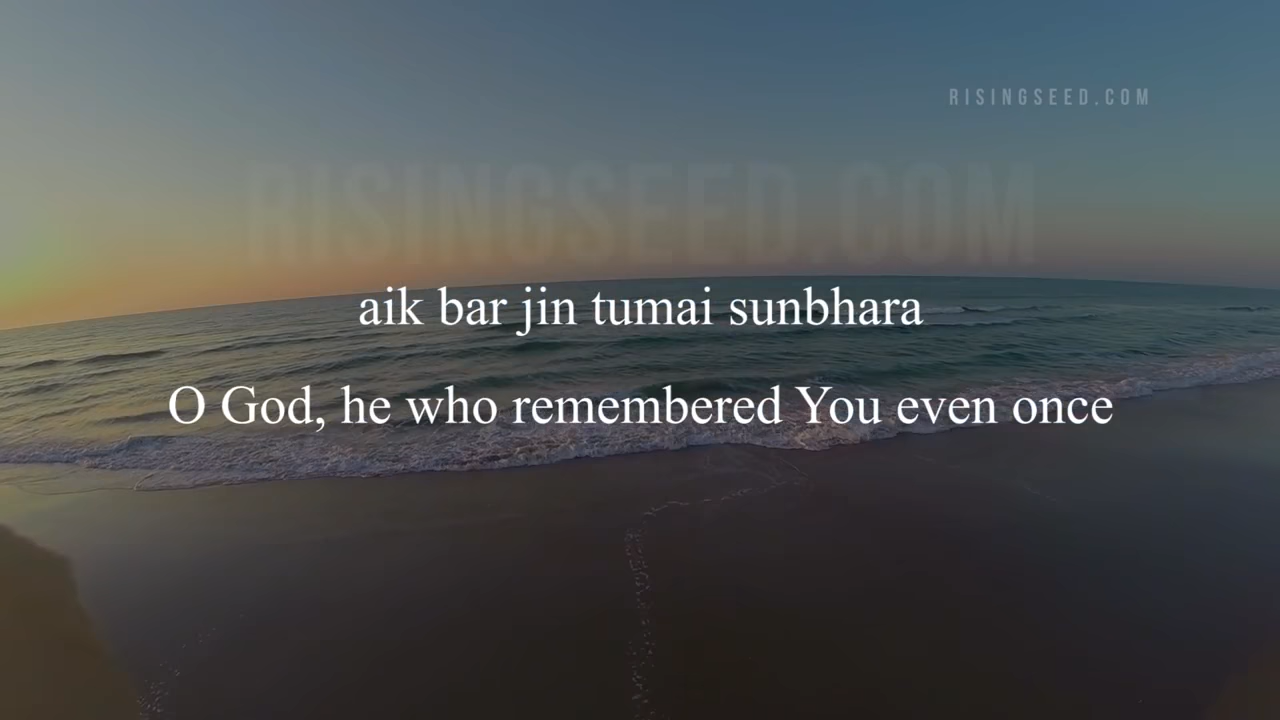 RISINGSEED.COM
RISINGSEED.COM
aik bar jin tumai sunbhara
O God, he who remembered You even once